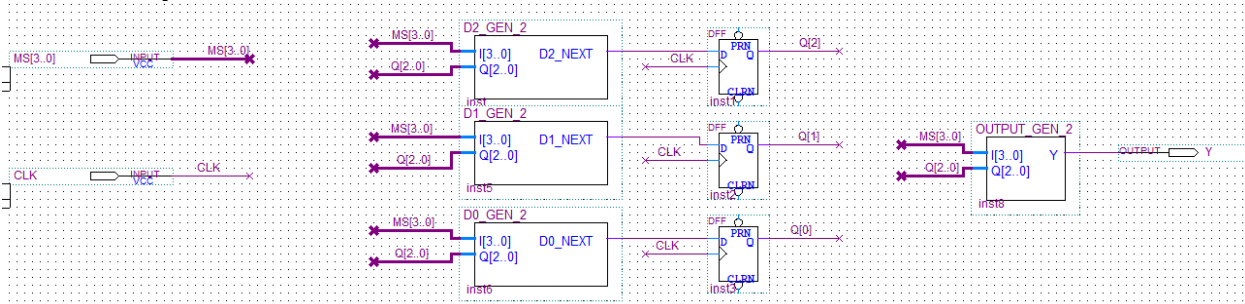 MS[3..0] INPUT VCC MS[3..0]
CLK INPUT VCC CLK
D2_GEN_2
MS[3..0] I[3..0] D2_NEXT
Q[2..0] Q[2..0]
inst
CLK
DFF
PRN
D Q
CLRN
inst1
Q[2]
D1_GEN_2
MS[3..0] I[3..0] D1_NEXT
Q[2..0] Q[2..0]
inst5
CLK
DFF
PRN
D Q
CLRN
inst2
Q[1]
D0_GEN_2
MS[3..0] I[3..0] D0_NEXT
Q[2..0] Q[2..0]
inst6
CLK
DFF
PRN
D Q
CLRN
inst3
Q[0]
OUTPUT_GEN_2
MS[3..0] I[3..0] Y
Q[2..0] Q[2..0]
inst8
OUTPUT Y